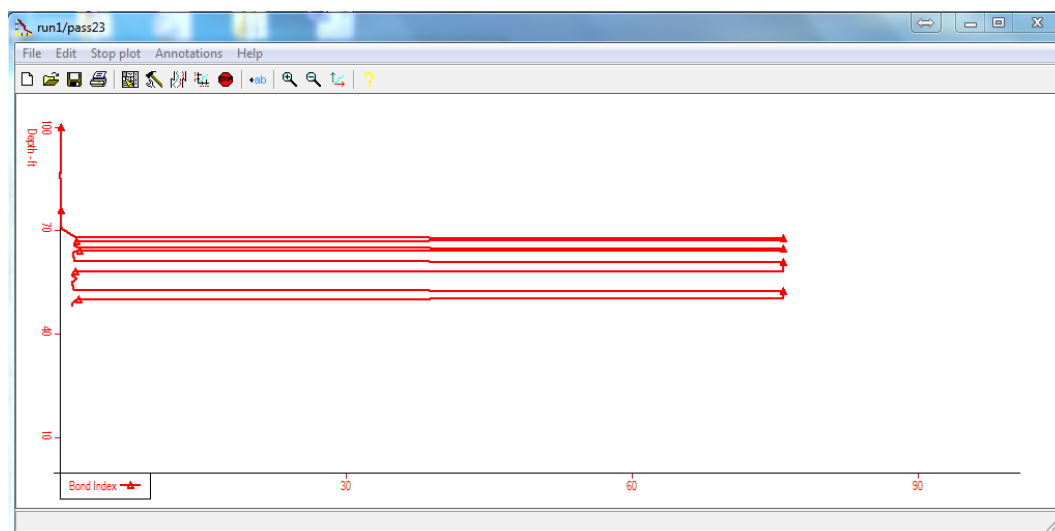 run1/pass23
File Edit Stop plot Annotations Help
STOP
ab
?
100
Depth-ft
70
40
10
Bond Index
30
60
90